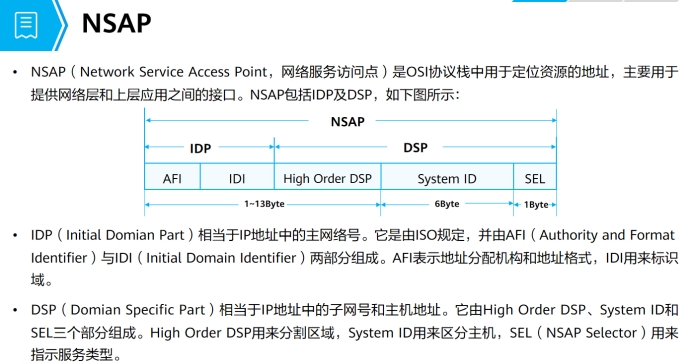 NSAP
• NSAP（Network Service Access Point，网络服务访问点）是OSI协议栈中用于定位资源的地址，主要用于
提供网络层和上层应用之间的接口。NSAP包括IDP及DSP，如下图所示：
NSAP
IDP DSP
AFI IDI High Order DSP System ID SEL
1~13Byte 6Byte 1Byte
• IDP（Initial Domian Part）相当于IP地址中的主网络号。它是由ISO规定，并由AFI（Authority and Format
Identifier）与IDI（Initial Domain Identifier）两部分组成。AFI表示地址分配机构和地址格式，IDI用来标识
域。
• DSP（Domian Specific Part）相当于IP地址中的子网号和主机地址。它由High Order DSP、System ID和
SEL三个部分组成。High Order DSP用来分割区域，System ID用来区分主机，SEL（NSAP Selector）用来
指示服务类型。